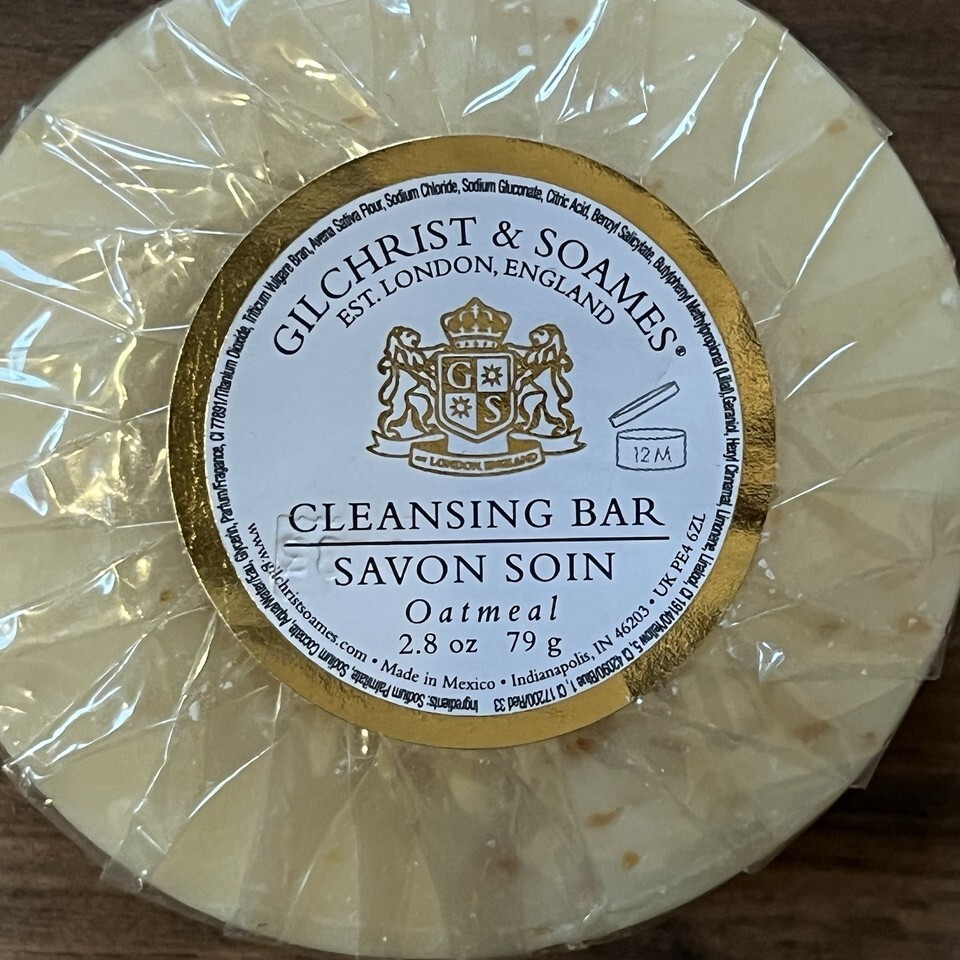 GILCHRIST & SOAMES®
EST. LONDON, ENGLAND
G
S
LONDON, ENGLAND
12 M
CLEANSING BAR
SAVON SOIN
Oatmeal
2.8 oz 79 g
www.gilchristsoames.com • Made in Mexico • Indianapolis, IN 46203 • UK PE4 6ZL
Ingredients: Sodium Palmitate, Sodium Cocoate, Aqua/Water/Eau, Glycerin, Parfum/Fragrance, CI 77891/Titanium Dioxide, Triticum Vulgare Bran, Avena Sativa Flour, Sodium Chloride, Sodium Gluconate, Citric Acid, Benzyl Salicylate, Butylphenyl Methylpropional (Lilial), Geraniol, Hexyl Cinnamal, Limonene, Linalool, CI 19140/Yellow 5, CI 42090/Blue 1, CI 17200/Red 33